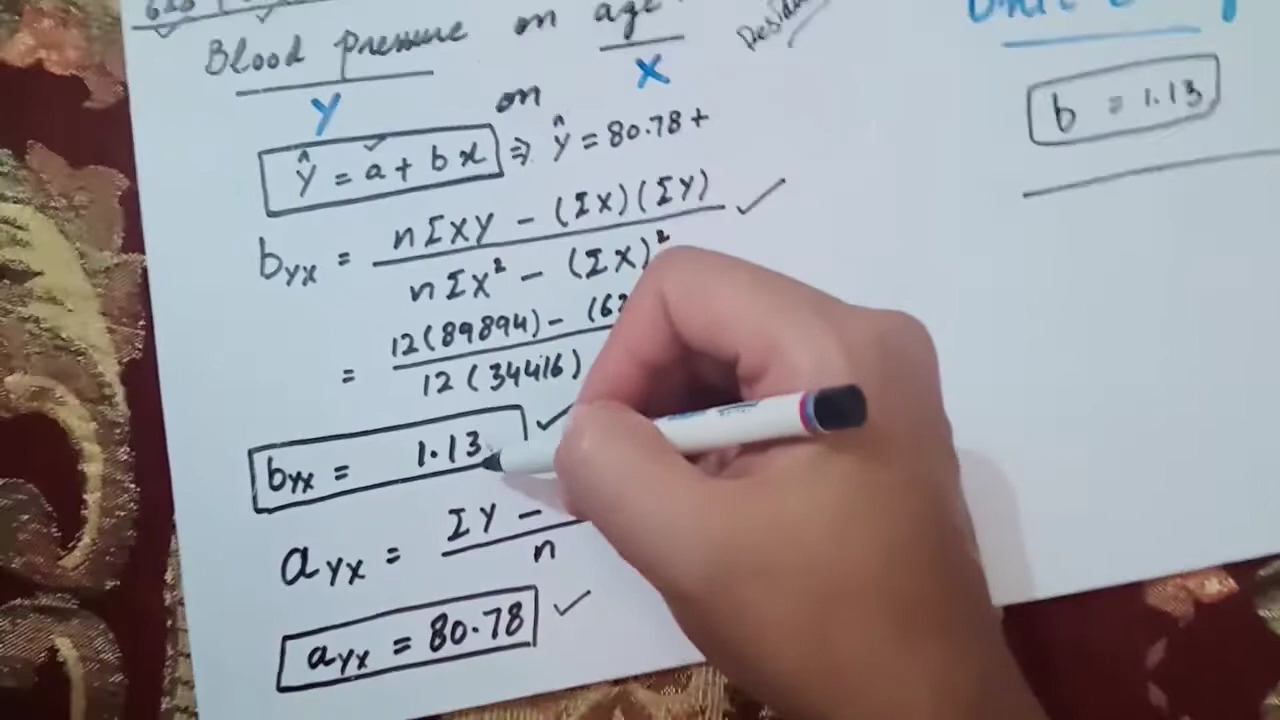 Blood pressure on age
Y on X
Ŷ = a + bx ⇒ Ŷ = 80.78 +
b = 1.13
bYX = nΣXY - (ΣX)(ΣY) / nΣX² - (ΣX)²
= 12(89894) - (62 / 12(34416)
bYX = 1.13
aYX = ΣY - / n
aYX = 80.78